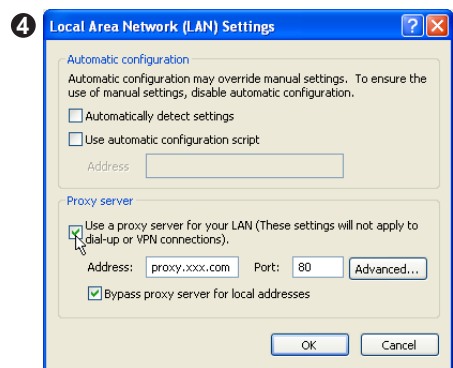 4
Local Area Network (LAN) Settings
Automatic configuration
Automatic configuration may override manual settings. To ensure the
use of manual settings, disable automatic configuration.
Automatically detect settings
Use automatic configuration script
Address
Proxy server
Use a proxy server for your LAN (These settings will not apply to
dial-up or VPN connections).
Address: proxy.xxx.com Port: 80 Advanced...
Bypass proxy server for local addresses
OK Cancel